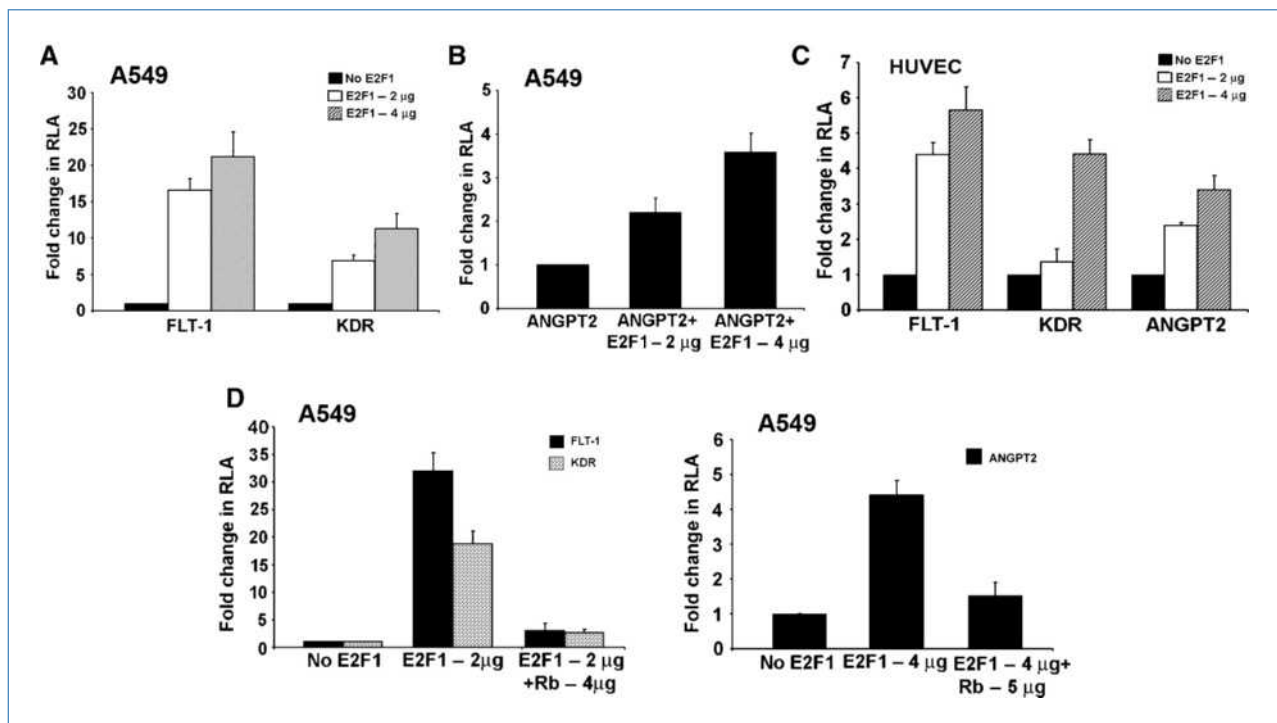 A
A549
No E2F1
E2F1 – 2 µg
E2F1 – 4 µg
Fold change in RLA
30
25
20
15
10
5
0
FLT-1
KDR
B
A549
Fold change in RLA
5
4
3
2
1
0
ANGPT2
ANGPT2+
E2F1 – 2 µg
ANGPT2+
E2F1 – 4 µg
C
HUVEC
No E2F1
E2F1 – 2 µg
E2F1 – 4 µg
Fold change in RLA
7
6
5
4
3
2
1
0
FLT-1
KDR
ANGPT2
D
A549
FLT-1
KDR
Fold change in RLA
40
35
30
25
20
15
10
5
0
No E2F1
E2F1 – 2µg
E2F1 – 2 µg
+Rb – 4µg
A549
ANGPT2
Fold change in RLA
6
5
4
3
2
1
0
No E2F1
E2F1 – 4 µg
E2F1 – 4 µg+
Rb – 5 µg